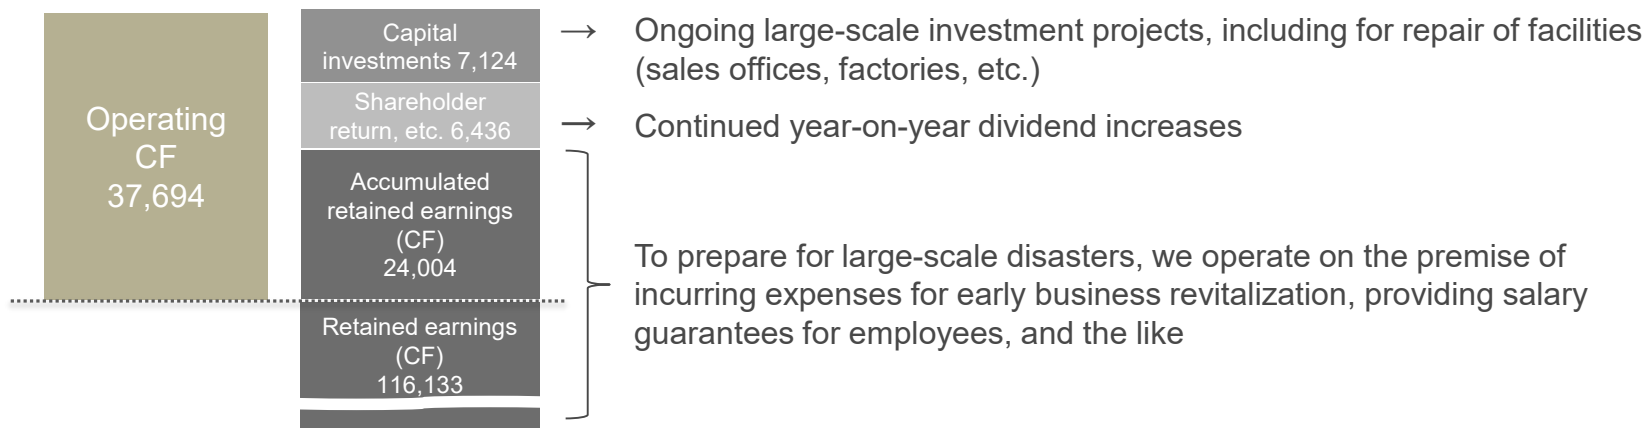 Operating
CF
37,694
Capital
investments 7,124
Shareholder
return, etc. 6,436
Accumulated
retained earnings
(CF)
24,004
Retained earnings
(CF)
116,133
→ Ongoing large-scale investment projects, including for repair of facilities
(sales offices, factories, etc.)
→ Continued year-on-year dividend increases
To prepare for large-scale disasters, we operate on the premise of
incurring expenses for early business revitalization, providing salary
guarantees for employees, and the like